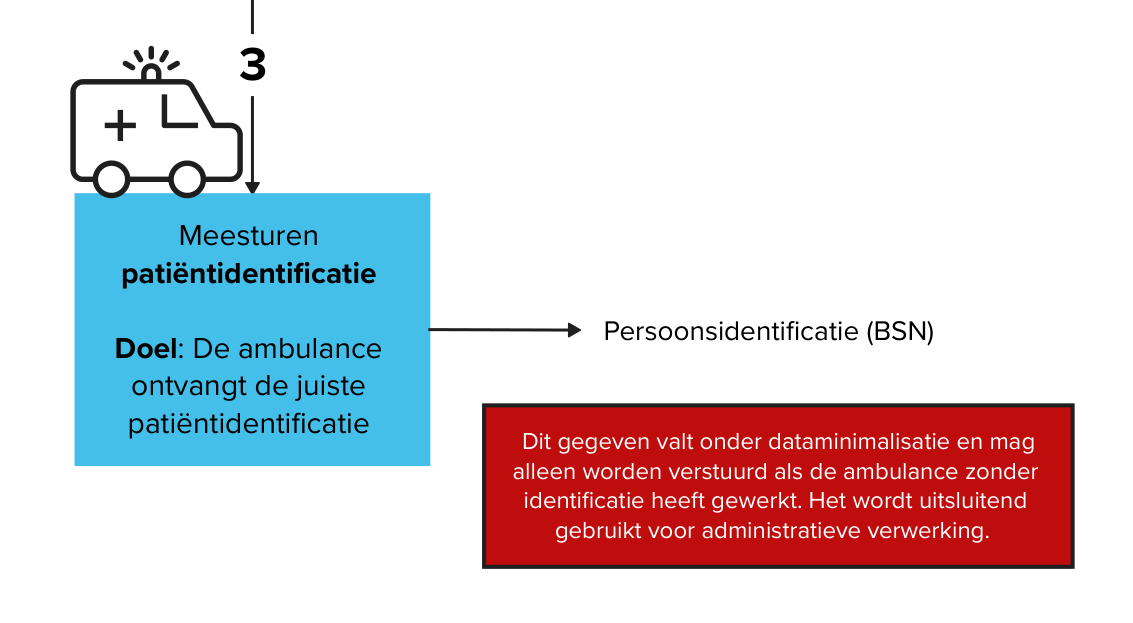 3
Meesturen
patiëntidentificatie
Doel: De ambulance
ontvangt de juiste
patiëntidentificatie
Persoonsidentificatie (BSN)
Dit gegeven valt onder dataminimalisatie en mag
alleen worden verstuurd als de ambulance zonder
identificatie heeft gewerkt. Het wordt uitsluitend
gebruikt voor administratieve verwerking.